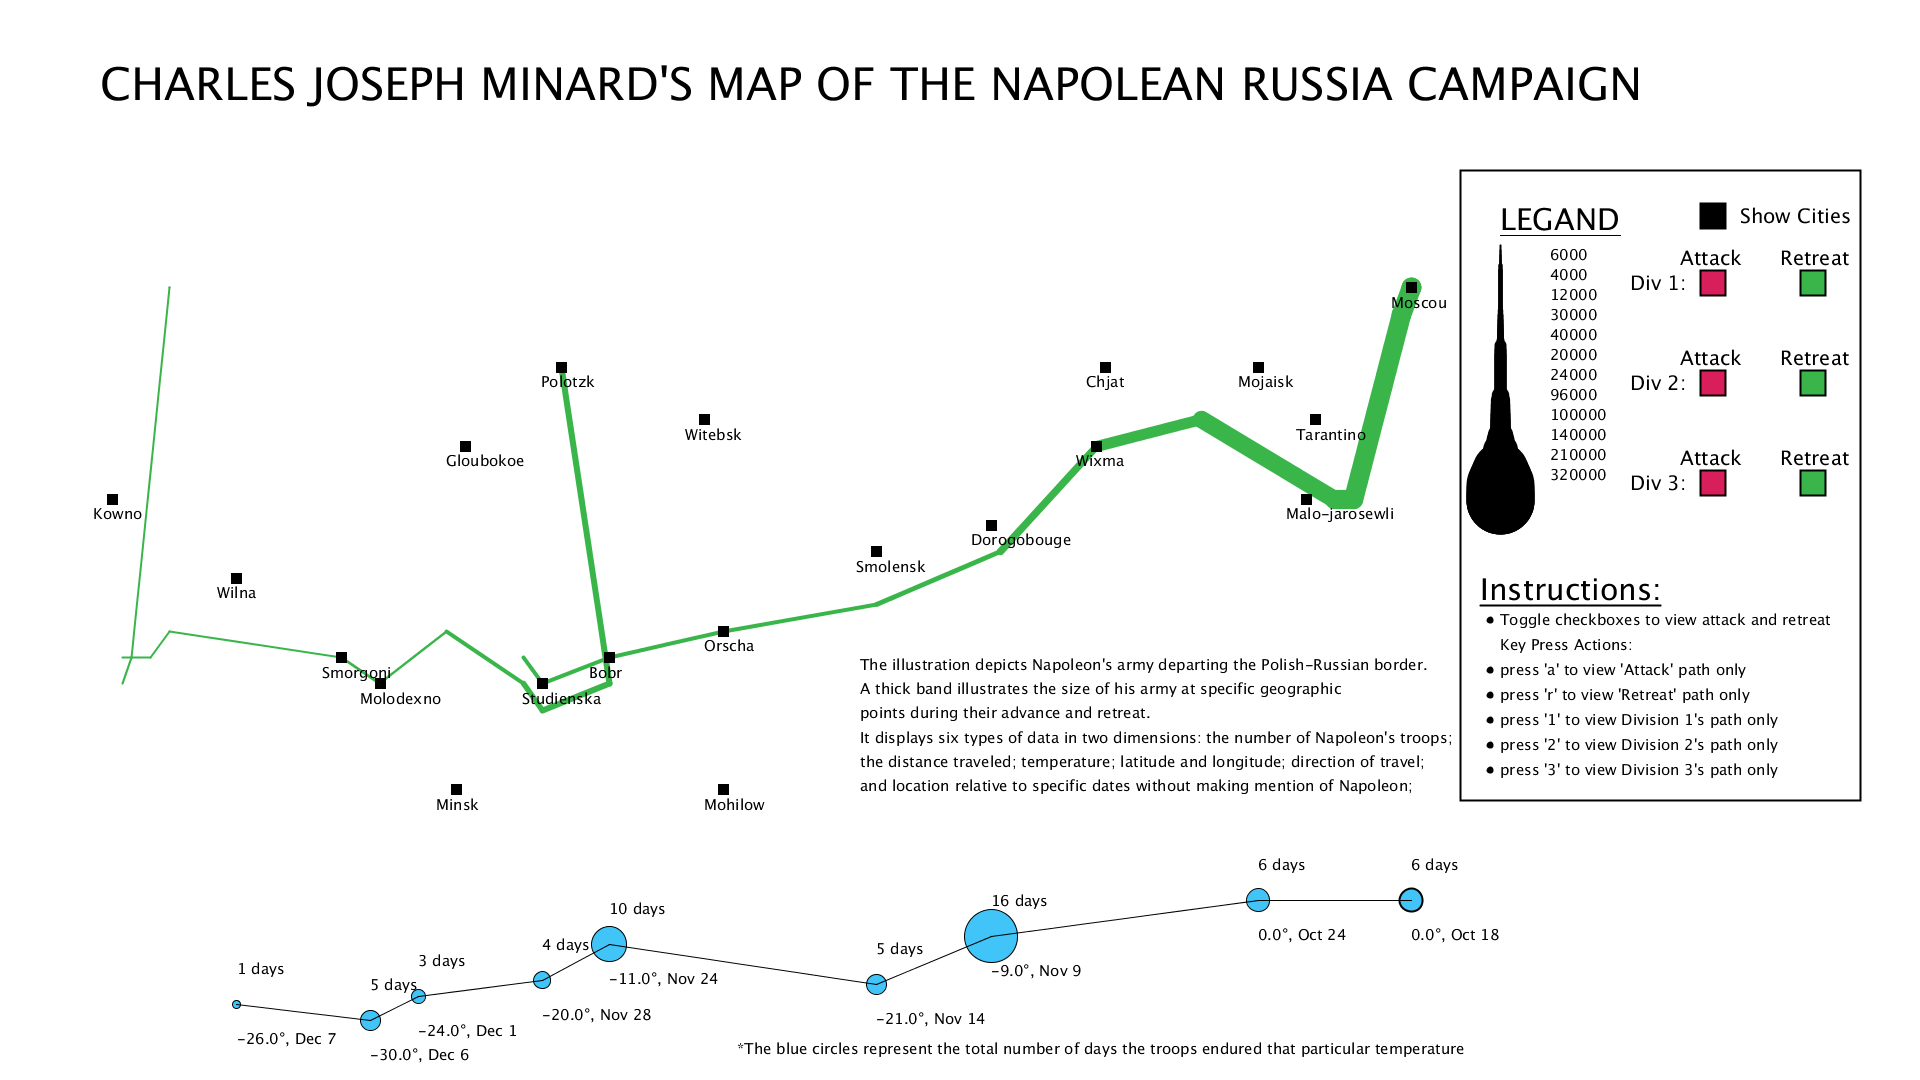 CHARLES JOSEPH MINARD'S MAP OF THE NAPOLEAN RUSSIA CAMPAIGN
LEGAND
Show Cities
6000
4000
12000
30000
40000
20000
24000
96000
100000
140000
210000
320000
Attack
Retreat
Div 1:
Attack
Retreat
Div 2:
Attack
Retreat
Div 3:
Instructions:
Toggle checkboxes to view attack and retreat
Key Press Actions:
press 'a' to view 'Attack' path only
press 'r' to view 'Retreat' path only
press '1' to view Division 1's path only
press '2' to view Division 2's path only
press '3' to view Division 3's path only
Moscou
Polotzk
Chjat
Mojaisk
Witebsk
Tarantino
Gloubokoe
Wixma
Kowno
Malo-jarosewli
Dorogobouge
Smolensk
Wilna
Orscha
Smorgoni
Bobr
Molodexno
Studienska
Minsk
Mohilow
The illustration depicts Napoleon's army departing the Polish-Russian border.
A thick band illustrates the size of his army at specific geographic
points during their advance and retreat.
It displays six types of data in two dimensions: the number of Napoleon's troops;
the distance traveled; temperature; latitude and longitude; direction of travel;
and location relative to specific dates without making mention of Napoleon;
1 days
-26.0°, Dec 7
5 days
-30.0°, Dec 6
3 days
-24.0°, Dec 1
4 days
-20.0°, Nov 28
10 days
-11.0°, Nov 24
5 days
-21.0°, Nov 14
16 days
-9.0°, Nov 9
6 days
0.0°, Oct 24
6 days
0.0°, Oct 18
*The blue circles represent the total number of days the troops endured that particular temperature